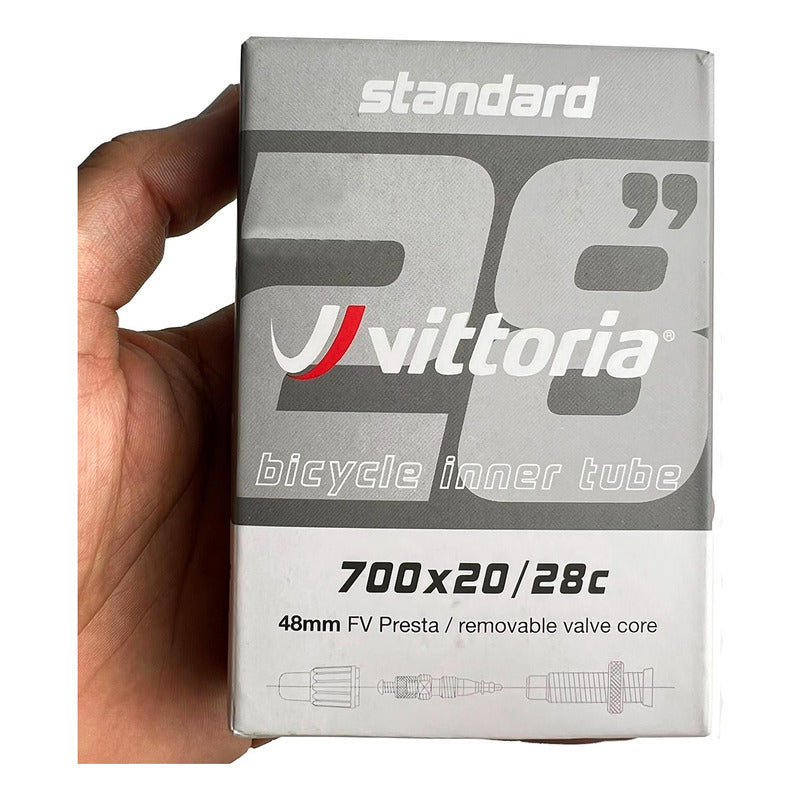 standard
28”
vittoria®
bicycle inner tube
700x20/28c
48mm FV Presta / removable valve core